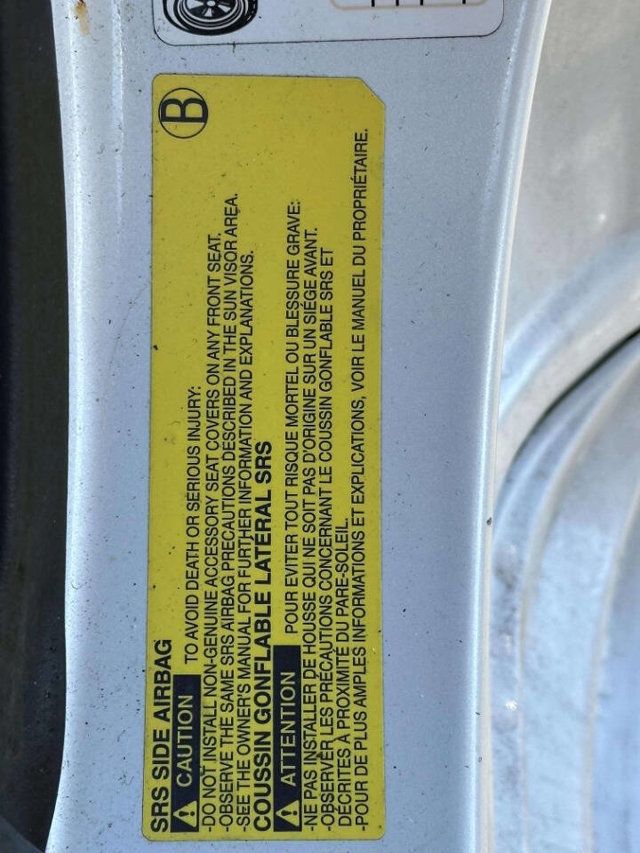 SRS SIDE AIRBAG
CAUTION TO AVOID DEATH OR SERIOUS INJURY:
-DO NOT INSTALL NON-GENUINE ACCESSORY SEAT COVERS ON ANY FRONT SEAT.
-OBSERVE THE SAME SRS AIRBAG PRECAUTIONS DESCRIBED IN THE SUN VISOR AREA.
-SEE THE OWNER'S MANUAL FOR FURTHER INFORMATION AND EXPLANATIONS.
COUSSIN GONFLABLE LATÉRAL SRS
ATTENTION POUR EVITER TOUT RISQUE MORTEL OU BLESSURE GRAVE:
-NE PAS INSTALLER DE HOUSSE QUI NE SOIT PAS D'ORIGINE SUR UN SIÉGE AVANT.
-OBSERVER LES PRÉCAUTIONS CONCERNANT LE COUSSIN GONFLABLE SRS ET
DÉCRITES À PROXIMITÉ DU PARE-SOLEIL.
-POUR DE PLUS AMPLES INFORMATIONS ET EXPLICATIONS, VOIR LE MANUEL DU PROPRIÉTAIRE.
B